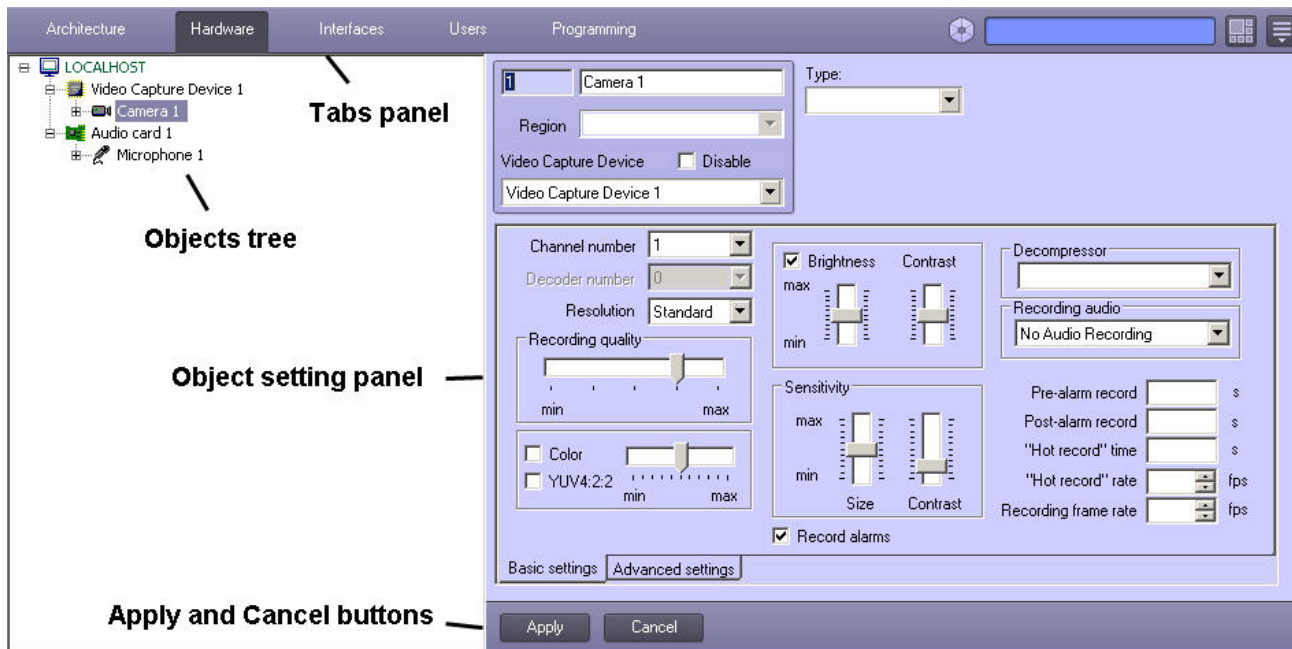 Architecture Hardware Interfaces Users Programming
LOCALHOST
Video Capture Device 1
Camera 1
Audio card 1
Microphone 1
Tabs panel
Objects tree
Object setting panel
Apply and Cancel buttons
1 Camera 1
Region
Video Capture Device Disable
Video Capture Device 1
Type:
Channel number 1
Decoder number 0
Resolution Standard
Recording quality
min max
Color
YUV4:2:2
min max
Brightness Contrast
max
min
Sensitivity
max
min
Size Contrast
Record alarms
Decompressor
Recording audio
No Audio Recording
Pre-alarm record s
Post-alarm record s
"Hot record" time s
"Hot record" rate fps
Recording frame rate fps
Basic settings Advanced settings
Apply Cancel